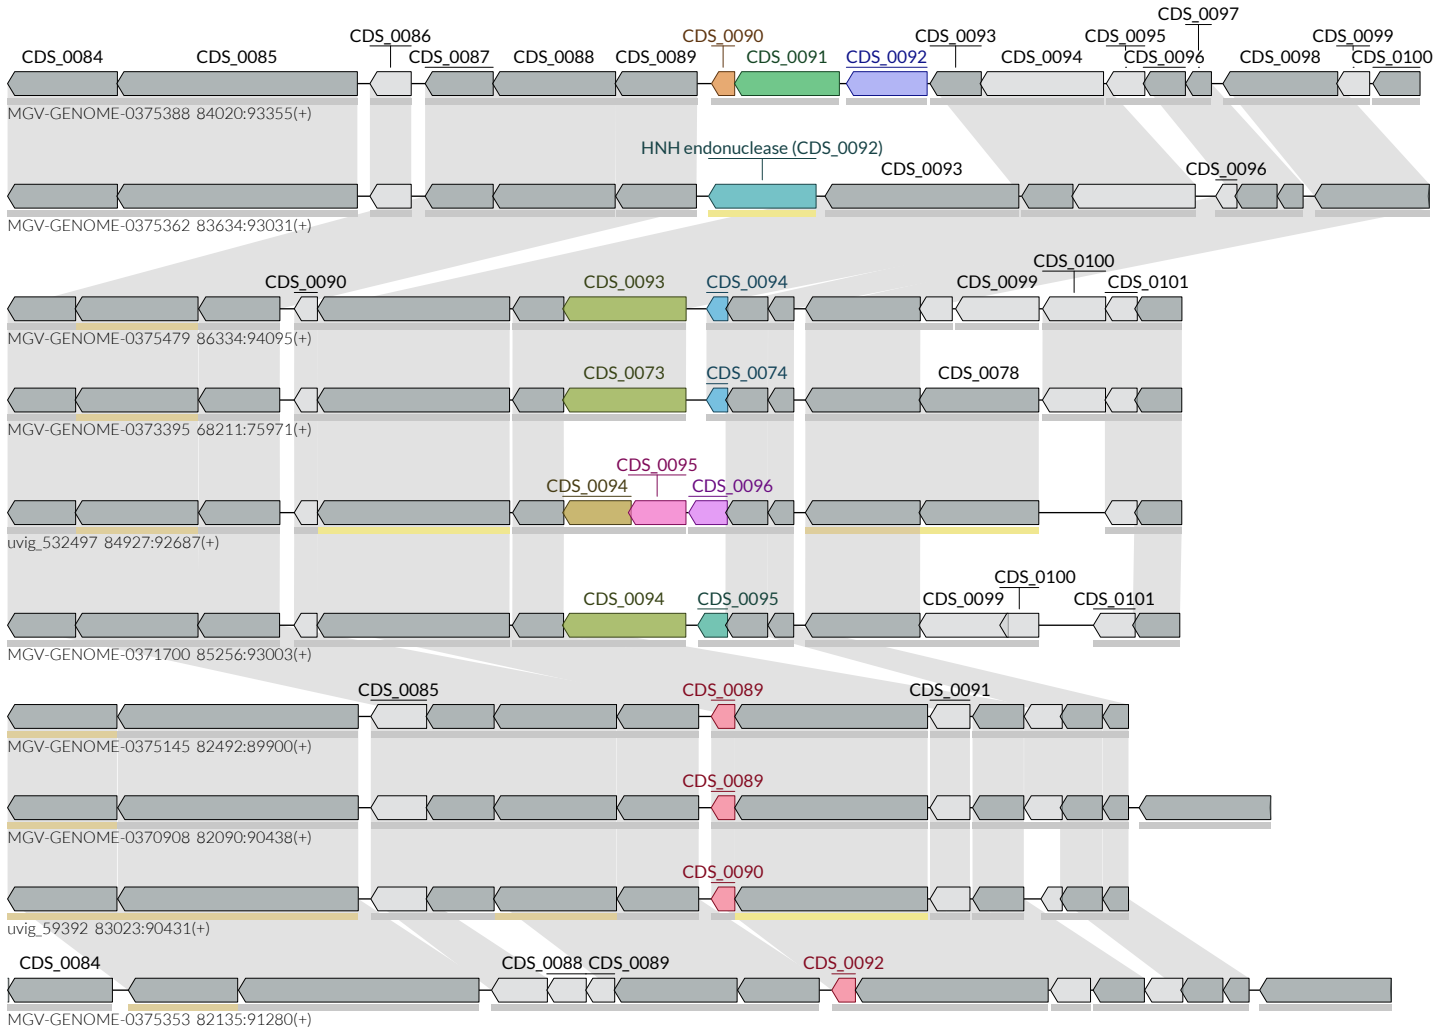 CDS_0097
CDS_0086 CDS_0090 CDS_0093 CDS_0095 CDS_0099
CDS_0084 CDS_0085 CDS_0087 CDS_0088 CDS_0089 CDS_0091 CDS_0092 CDS_0094 CDS_0096 CDS_0098 CDS_0100
MGV-GENOME-0375388 84020:93355(+)
HNH endonuclease (CDS_0092)
CDS_0093 CDS_0096
MGV-GENOME-0375362 83634:93031(+)
CDS_0100
CDS_0090 CDS_0093 CDS_0094 CDS_0099 CDS_0101
MGV-GENOME-0375479 86334:94095(+)
CDS_0073 CDS_0074 CDS_0078
MGV-GENOME-0373395 68211:75971(+)
CDS_0095
CDS_0094 CDS_0096
uvig_532497 84927:92687(+)
CDS_0100
CDS_0094 CDS_0095 CDS_0099 CDS_0101
MGV-GENOME-0371700 85256:93003(+)
CDS_0085 CDS_0089 CDS_0091
MGV-GENOME-0375145 82492:89900(+)
CDS_0089
MGV-GENOME-0370908 82090:90438(+)
CDS_0090
uvig_59392 83023:90431(+)
CDS_0084 CDS_0088 CDS_0089 CDS_0092
MGV-GENOME-0375353 82135:91280(+)